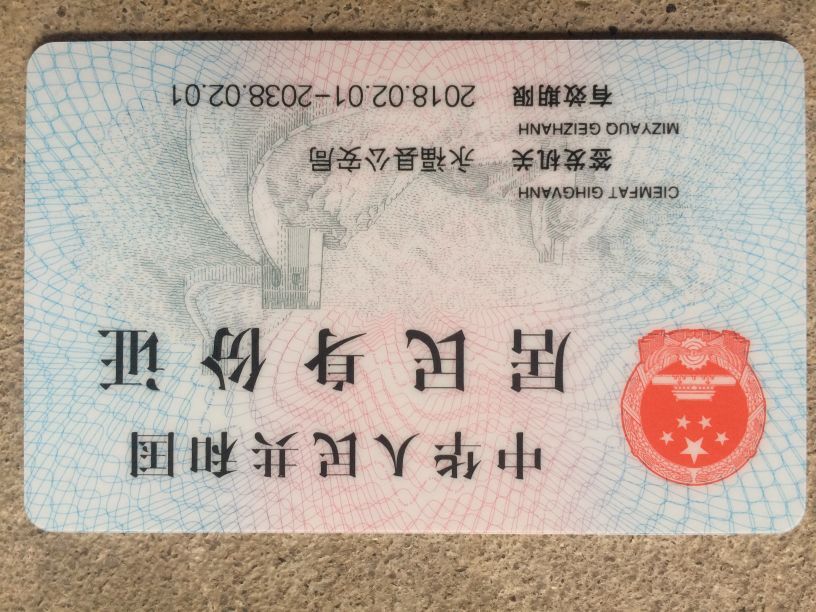 中华人民共和国
居民身份证
CIEMFAT GIHGVANH
签发机关 永福县公安局
MIZYAUQ GEIZHANH
有效期限 2018.02.01-2038.02.01